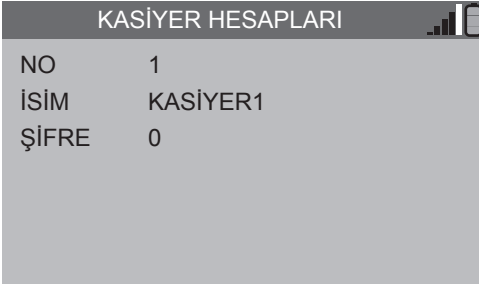 KASİYER HESAPLARI
NO 1
İSİM KASİYER1
ŞİFRE 0